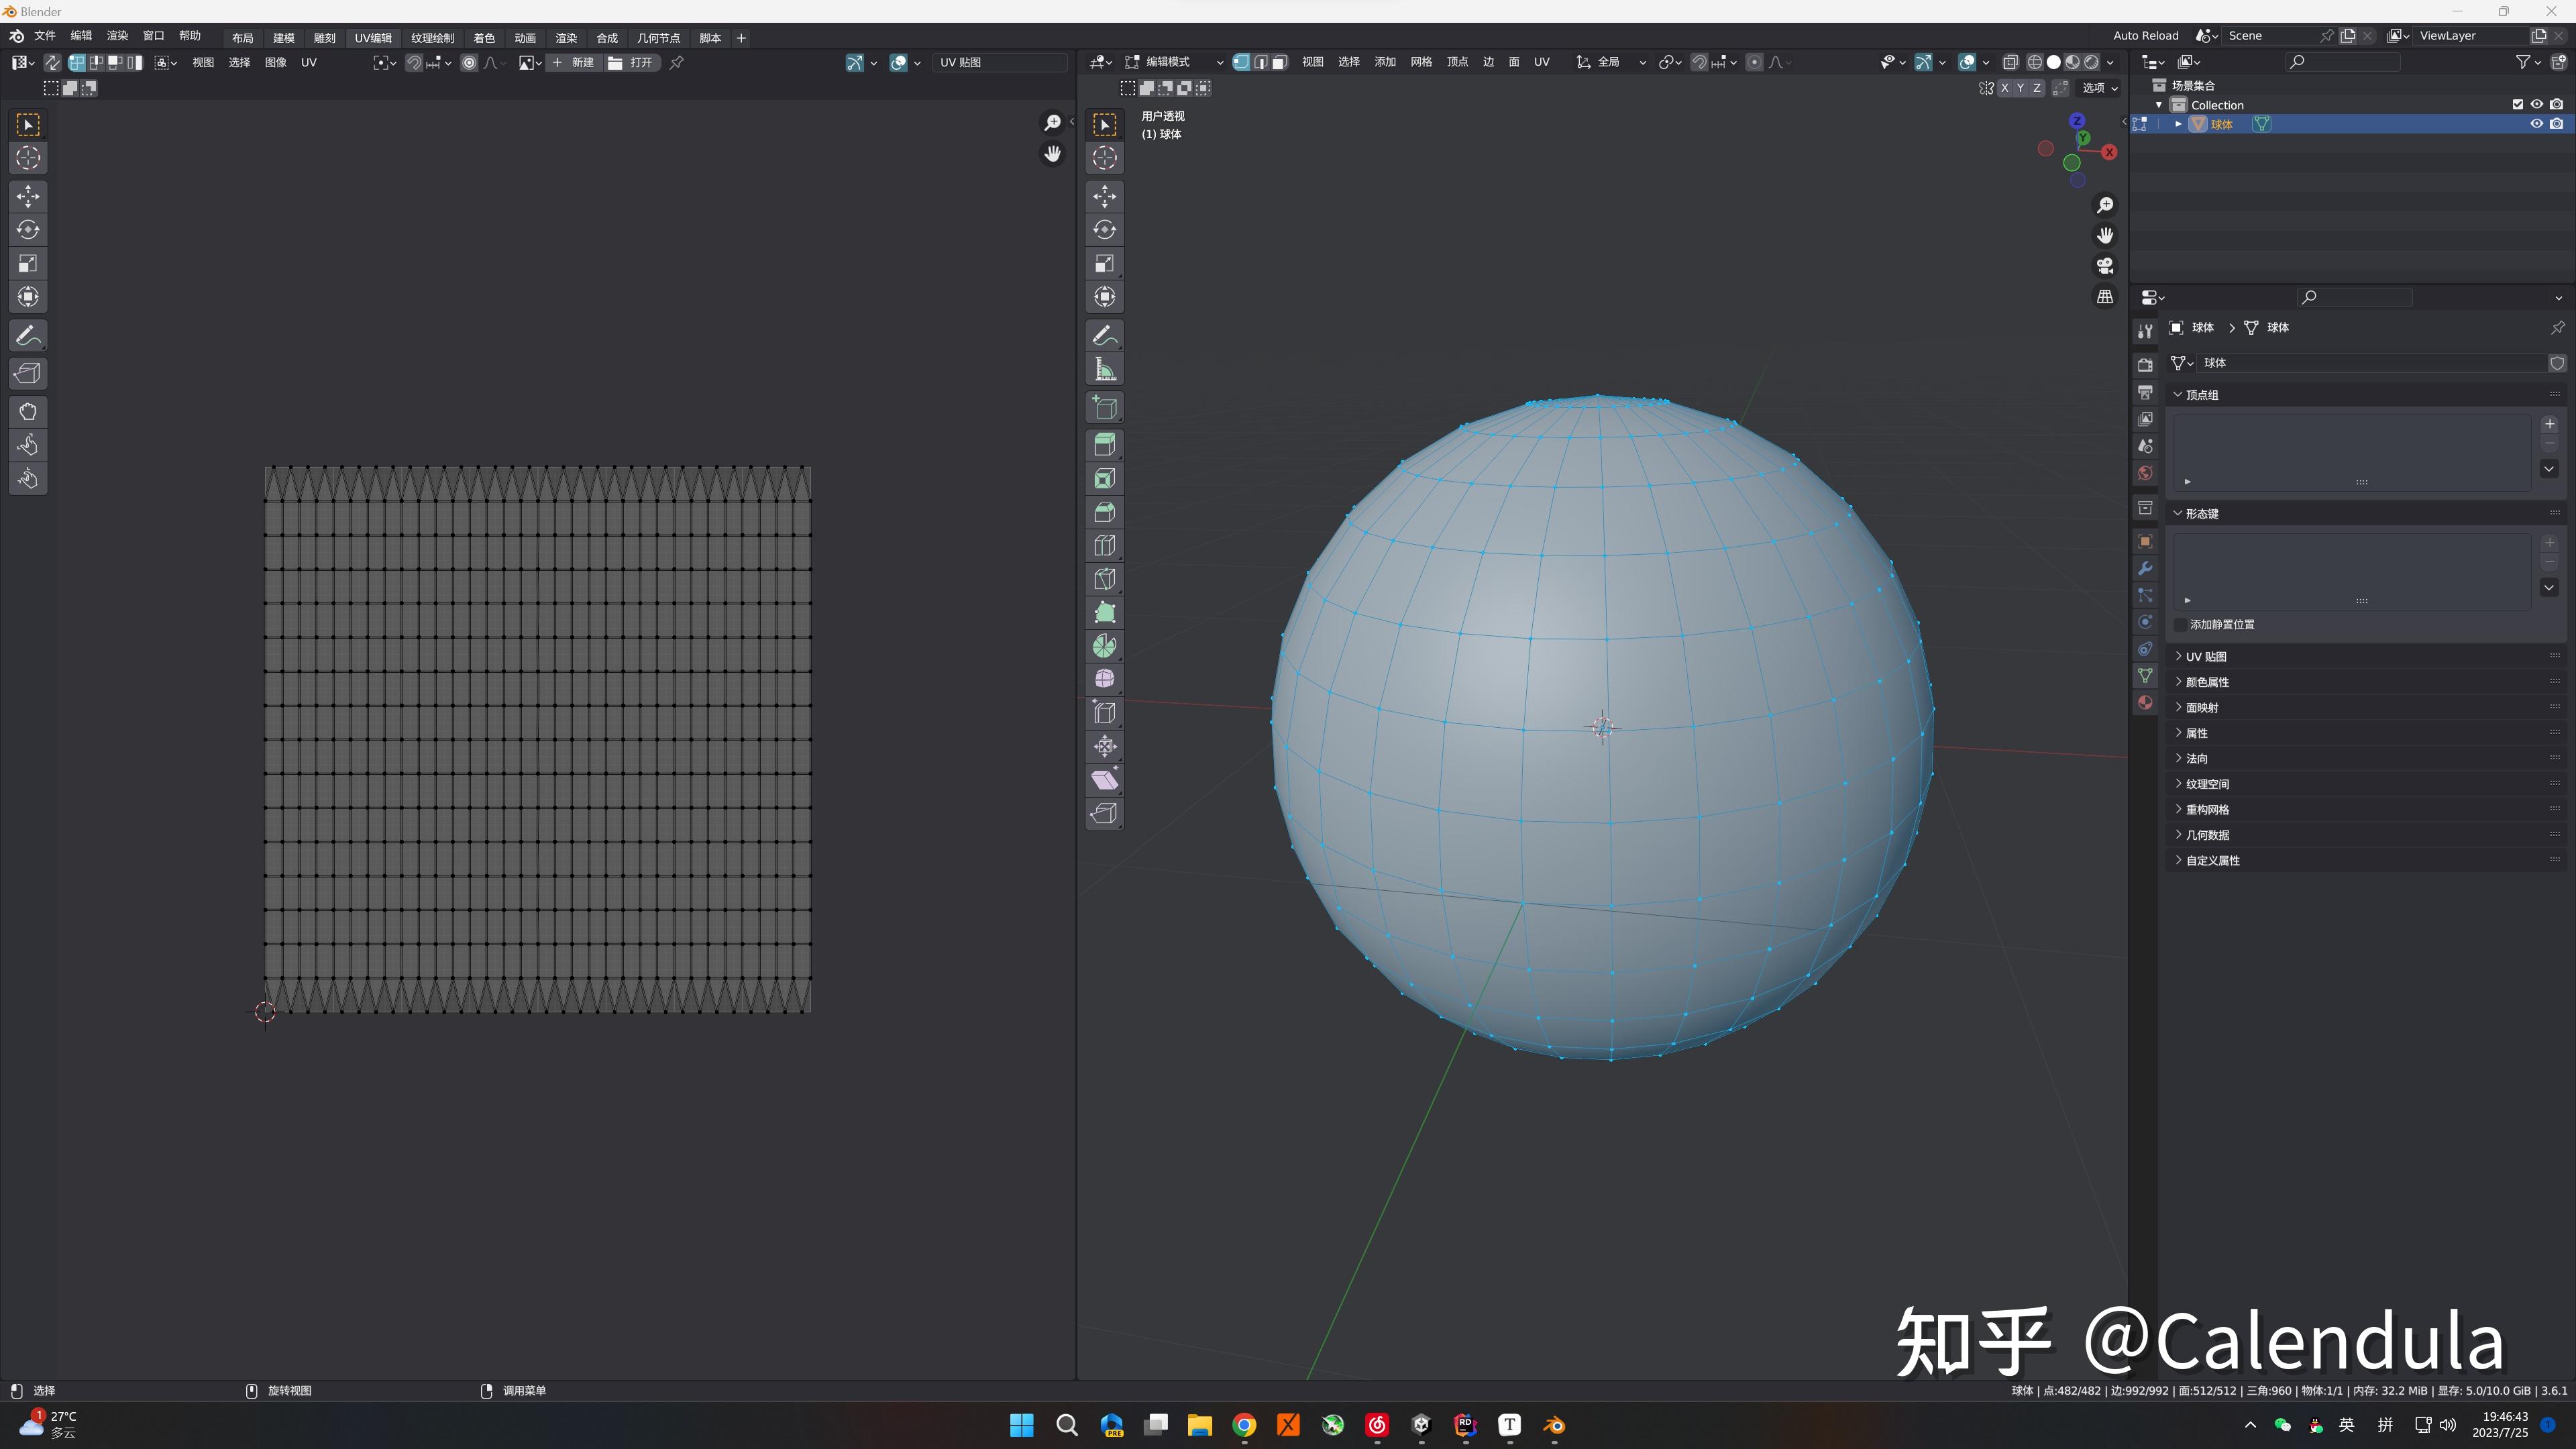 Blender
文件 编辑 渲染 窗口 帮助 布局 建模 雕刻 UV编辑 纹理绘制 着色 动画 渲染 合成 几何节点 脚本 + Auto Reload Scene ViewLayer
视图 选择 图像 UV + 新建 打开 UV 贴图
编辑模式 视图 选择 添加 网格 顶点 边 面 UV 全局
X Y Z 选项
用户透视
(1) 球体
Z
Y
X
场景集合
Collection
球体
球体 > 球体
球体
顶点组
形态键
添加静置位置
UV 贴图
颜色属性
面映射
属性
法向
纹理空间
重构网格
几何数据
自定义属性
知乎 @Calendula
选择 旋转视图 调用菜单 球体 | 点:482/482 | 边:992/992 | 面:512/512 | 三角:960 | 物体:1/1 | 内存: 32.2 MiB | 显存: 5.0/10.0 GiB | 3.6.1
1 27°C
多云
PRE
RD
T
英 拼
19:46:43
2023/7/25
1